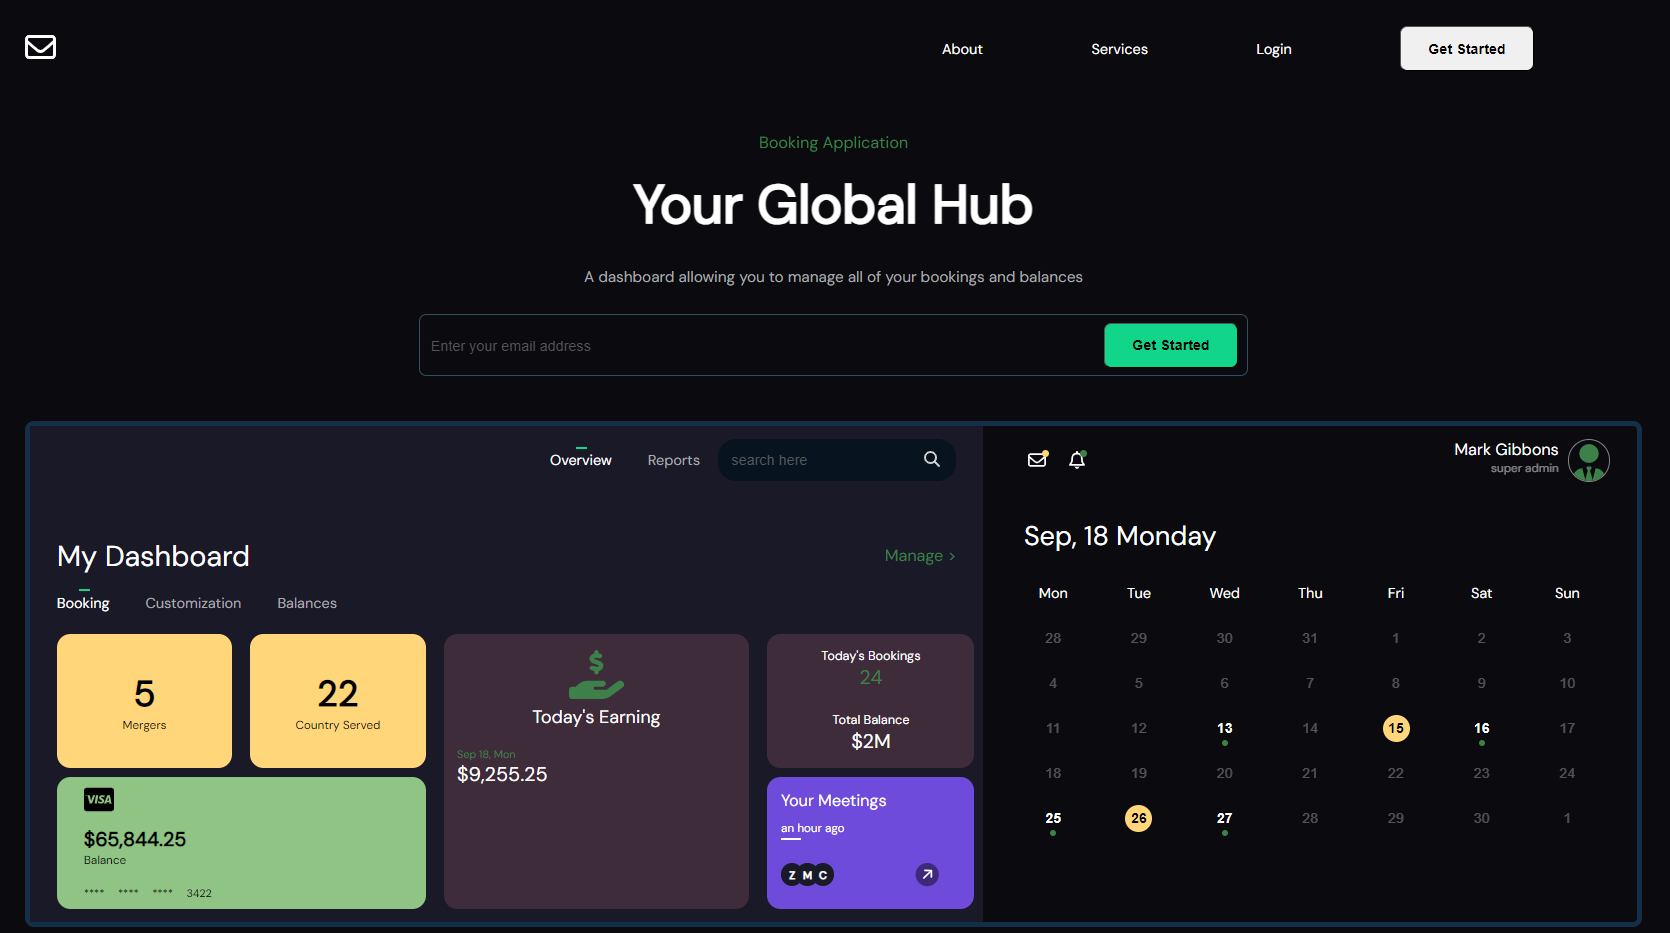 About Services Login Get Started
Booking Application
Your Global Hub
A dashboard allowing you to manage all of your bookings and balances
Enter your email address Get Started
Overview Reports search here
My Dashboard Manage >
Booking Customization Balances
5
Mergers
22
Country Served
VISA
$65,844.25
Balance
**** **** **** 3422
$
Today's Earning
Sep 18, Mon
$9,255.25
Today's Bookings
24
Total Balance
$2M
Your Meetings
an hour ago
Z M C
Mark Gibbons
super admin
Sep, 18 Monday
Mon Tue Wed Thu Fri Sat Sun
28 29 30 31 1 2 3
4 5 6 7 8 9 10
11 12 13 14 15 16 17
18 19 20 21 22 23 24
25 26 27 28 29 30 1